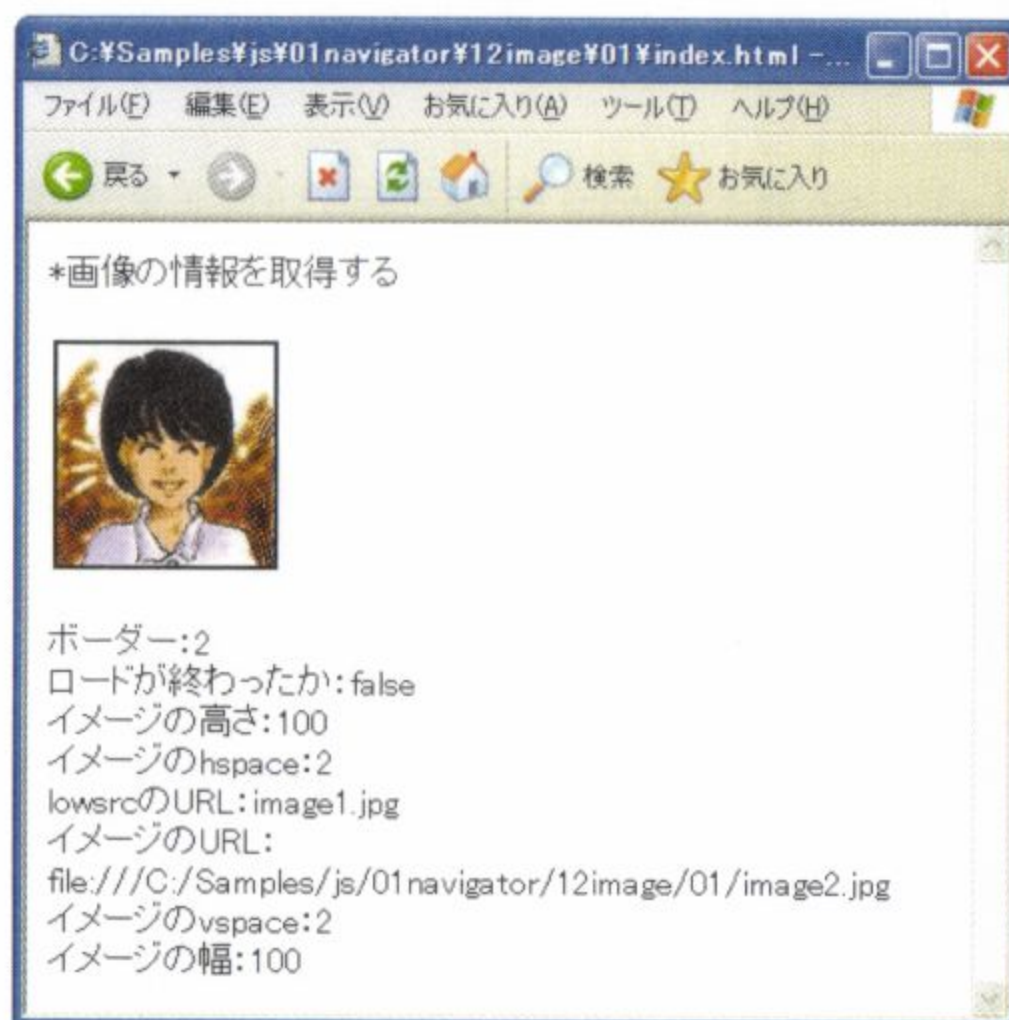 C:¥Samples¥js¥01navigator¥12image¥01¥index.html -...
ファイル(F) 編集(E) 表示(V) お気に入り(A) ツール(T) ヘルプ(H)
戻る 検索 お気に入り
*画像の情報を取得する
ボーダー:2
ロードが終わったか:false
イメージの高さ:100
イメージのhspace:2
lowsrcのURL:image1.jpg
イメージのURL:
file:///C:/Samples/js/01navigator/12image/01/image2.jpg
イメージのvspace:2
イメージの幅:100